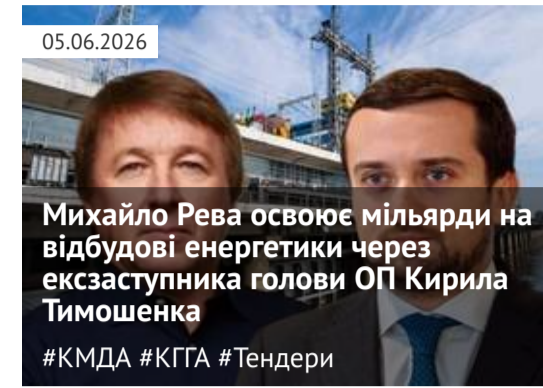 05.06.2026
Михайло Рева освоює мільярди на
відбудові енергетики через
ексзаступника голови ОП Кирила
Тимошенка
#КМДА #КГГА #Тендери